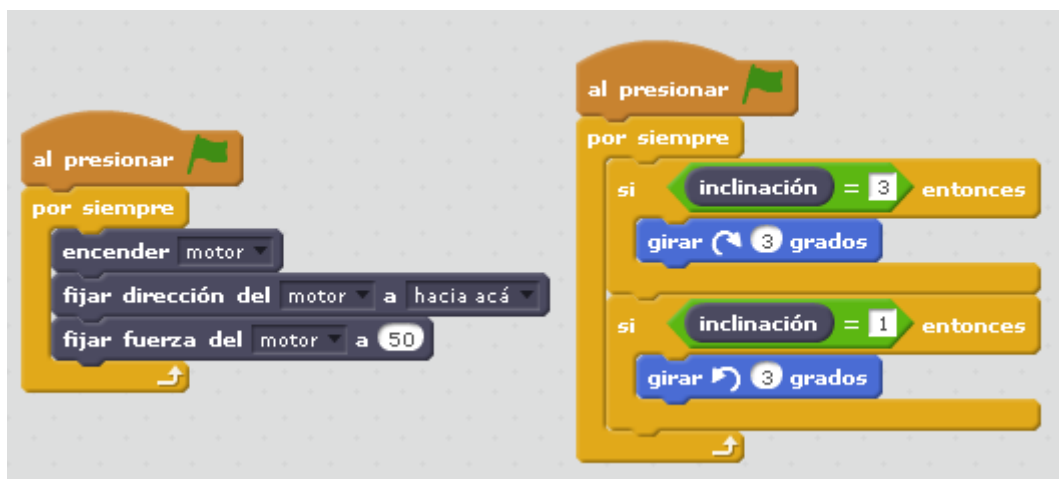 al presionar
por siempre
encender motor
fijar dirección del motor a hacia acá
fijar fuerza del motor a 50
al presionar
por siempre
si inclinación = 3 entonces
girar 3 grados
si inclinación = 1 entonces
girar 3 grados